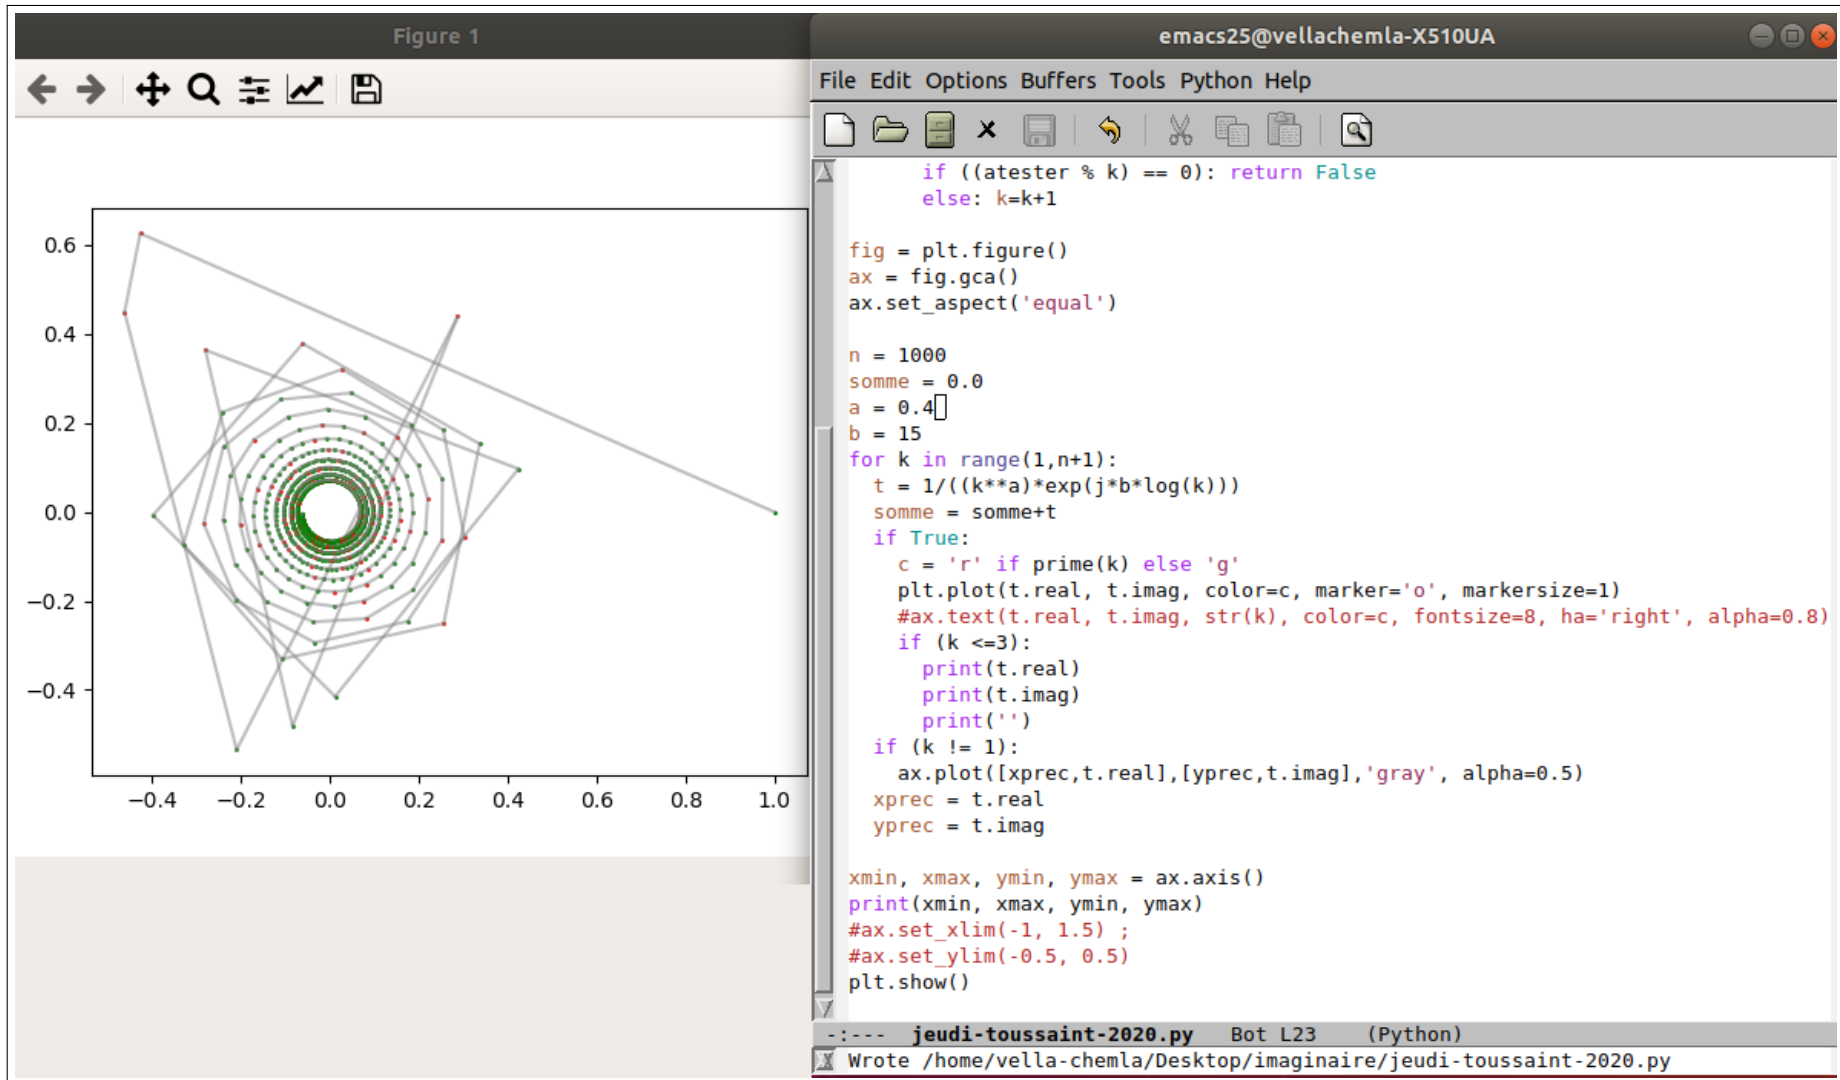 Figure 1
0.6
0.4
0.2
0.0
−0.2
−0.4
−0.4 −0.2 0.0 0.2 0.4 0.6 0.8 1.0
emacs25@vellachemla-X510UA
File Edit Options Buffers Tools Python Help
      if ((atester % k) == 0): return False
      else: k=k+1

fig = plt.figure()
ax = fig.gca()
ax.set_aspect('equal')

n = 1000
somme = 0.0
a = 0.4
b = 15
for k in range(1,n+1):
  t = 1/((k**a)*exp(j*b*log(k)))
  somme = somme+t
  if True:
    c = 'r' if prime(k) else 'g'
    plt.plot(t.real, t.imag, color=c, marker='o', markersize=1)
    #ax.text(t.real, t.imag, str(k), color=c, fontsize=8, ha='right', alpha=0.8)
    if (k <=3):
      print(t.real)
      print(t.imag)
      print('')
  if (k != 1):
    ax.plot([xprec,t.real],[yprec,t.imag],'gray', alpha=0.5)
  xprec = t.real
  yprec = t.imag

xmin, xmax, ymin, ymax = ax.axis()
print(xmin, xmax, ymin, ymax)
#ax.set_xlim(-1, 1.5) ;
#ax.set_ylim(-0.5, 0.5)
plt.show()
-:--- jeudi-toussaint-2020.py Bot L23 (Python)
Wrote /home/vella-chemla/Desktop/imaginaire/jeudi-toussaint-2020.py